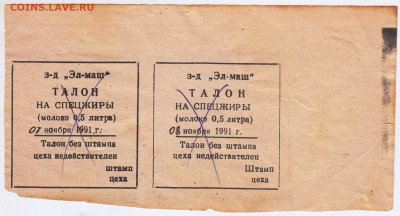 COINS.LAVE.RU
з-д „Эл-маш"
ТАЛОН
НА СПЕЦЖИРЫ
(молоко 0,5 литра)
07 ноября 1991 г.
Талон без штампа
цеха недействителен
штамп
цеха
з-д „Эл-маш"
ТАЛОН
НА СПЕЦЖИРЫ
(молоко 0,5 литра)
08 ноября 1991 г.
Талон без штампа
цеха недействителен
Штамп
цеха